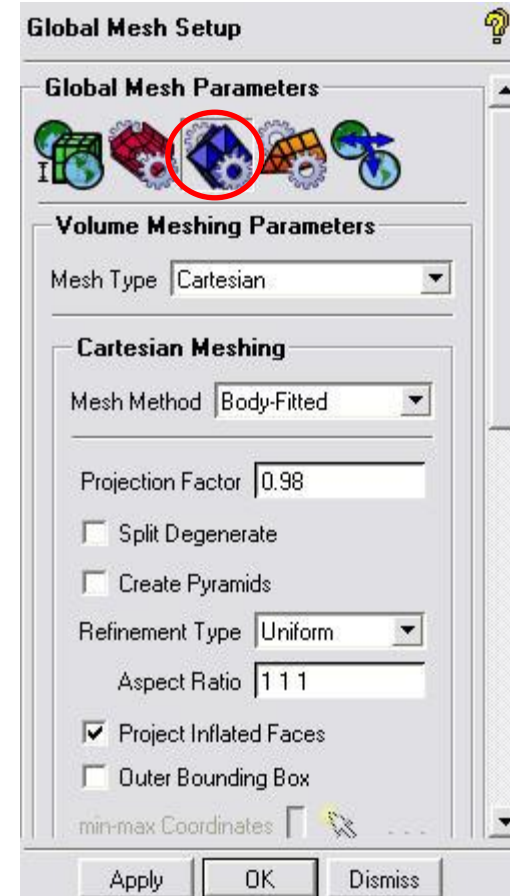 Global Mesh Setup
Global Mesh Parameters
Volume Meshing Parameters
Mesh Type Cartesian
Cartesian Meshing
Mesh Method Body-Fitted
Projection Factor 0.98
Split Degenerate
Create Pyramids
Refinement Type Uniform
Aspect Ratio 1 1 1
Project Inflated Faces
Outer Bounding Box
min-max Coordinates ...
Apply OK Dismiss